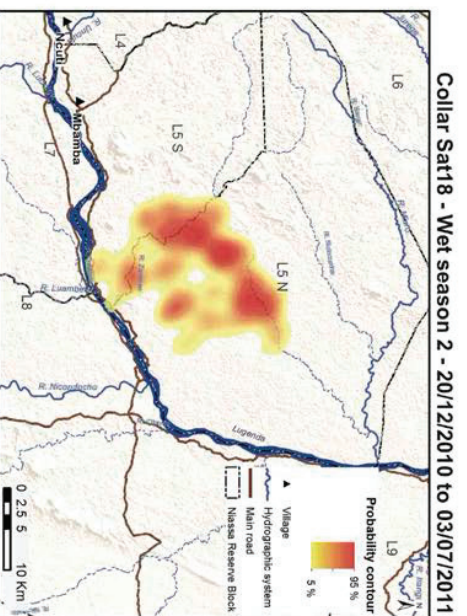 Collar Sat18 - Wet season 2 - 20/12/2010 to 03/07/2011
L6
L4
Ncuti
Mbamba
L7
L5 S
L5 N
L8
R. Nicondocho
Lugenda
L9
Probability contour
95 %
5 %
Village
Hydrographic system
Main road
Niassa Reserve Block
0 2.5 5 10 Km